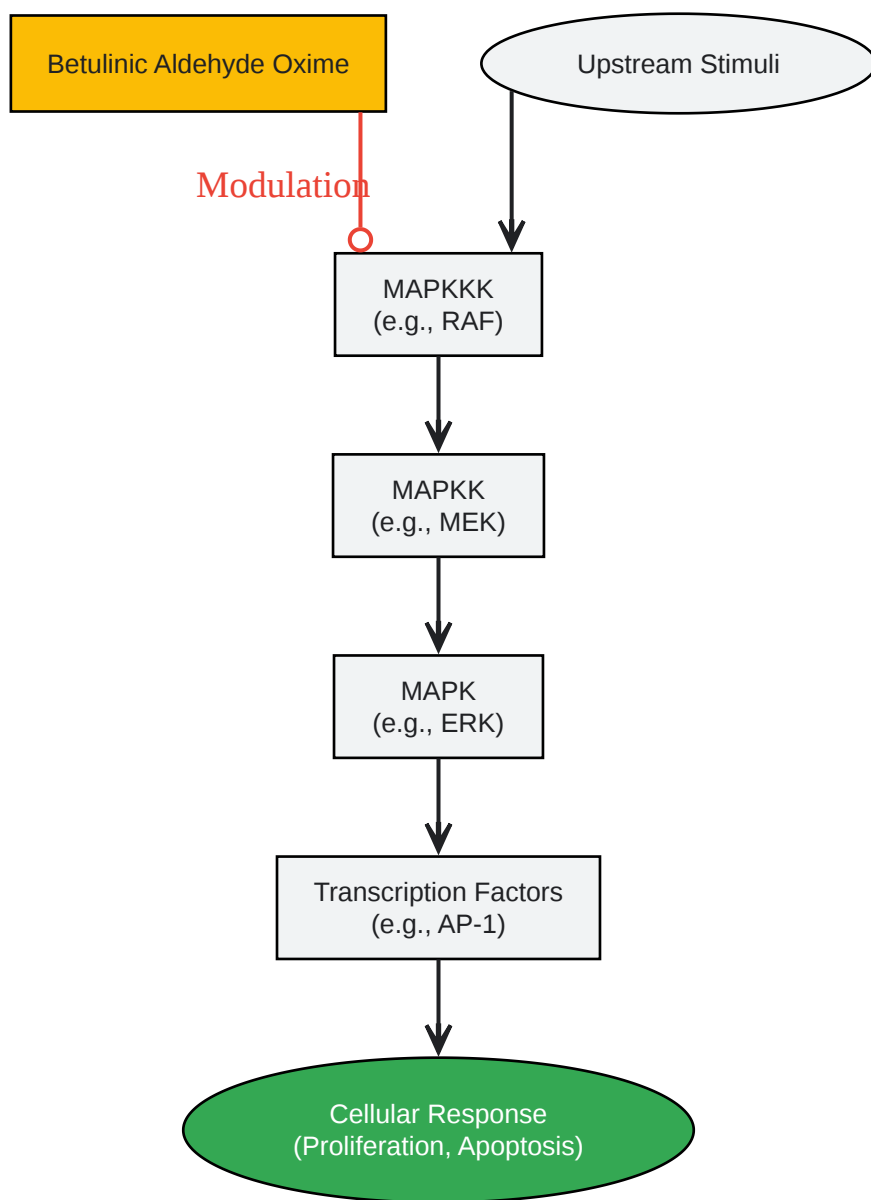 Betulinic Aldehyde Oxime
Upstream Stimuli
Modulation
MAPKKK
(e.g., RAF)
MAPKK
(e.g., MEK)
MAPK
(e.g., ERK)
Transcription Factors
(e.g., AP-1)
Cellular Response
(Proliferation, Apoptosis)